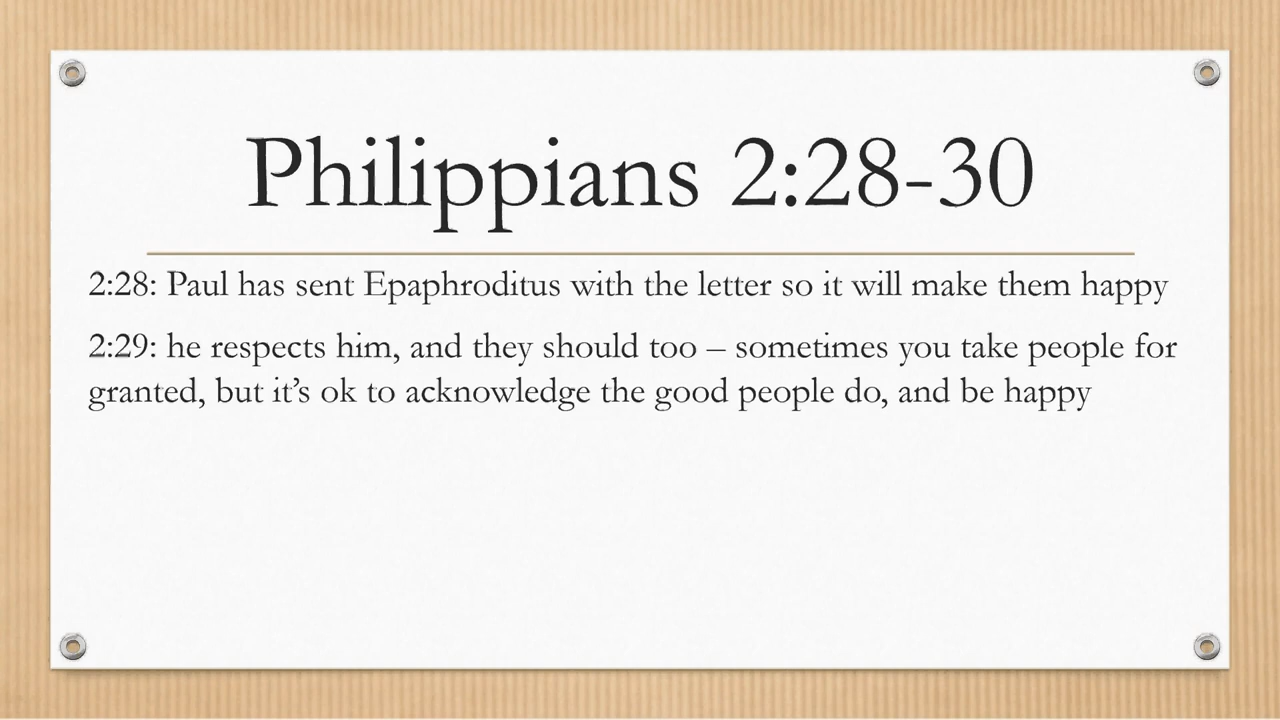 Philippians 2:28-30
2:28: Paul has sent Epaphroditus with the letter so it will make them happy
2:29: he respects him, and they should too – sometimes you take people for
granted, but it’s ok to acknowledge the good people do, and be happy